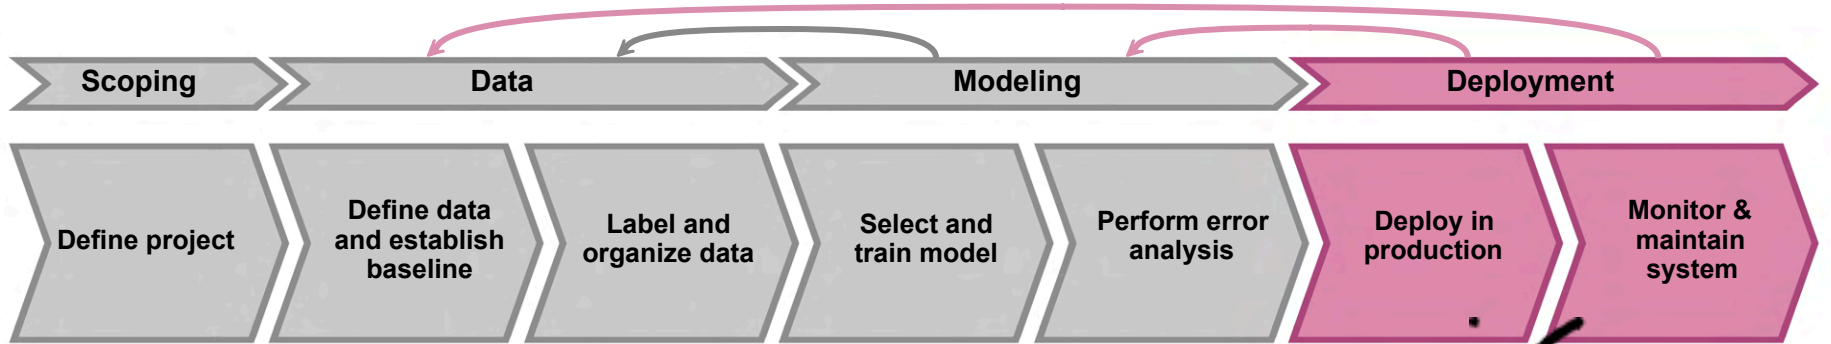 Scoping
Data
Modeling
Deployment
Define project
Define data
and establish
baseline
Label and
organize data
Select and
train model
Perform error
analysis
Deploy in
production
Monitor &
maintain
system